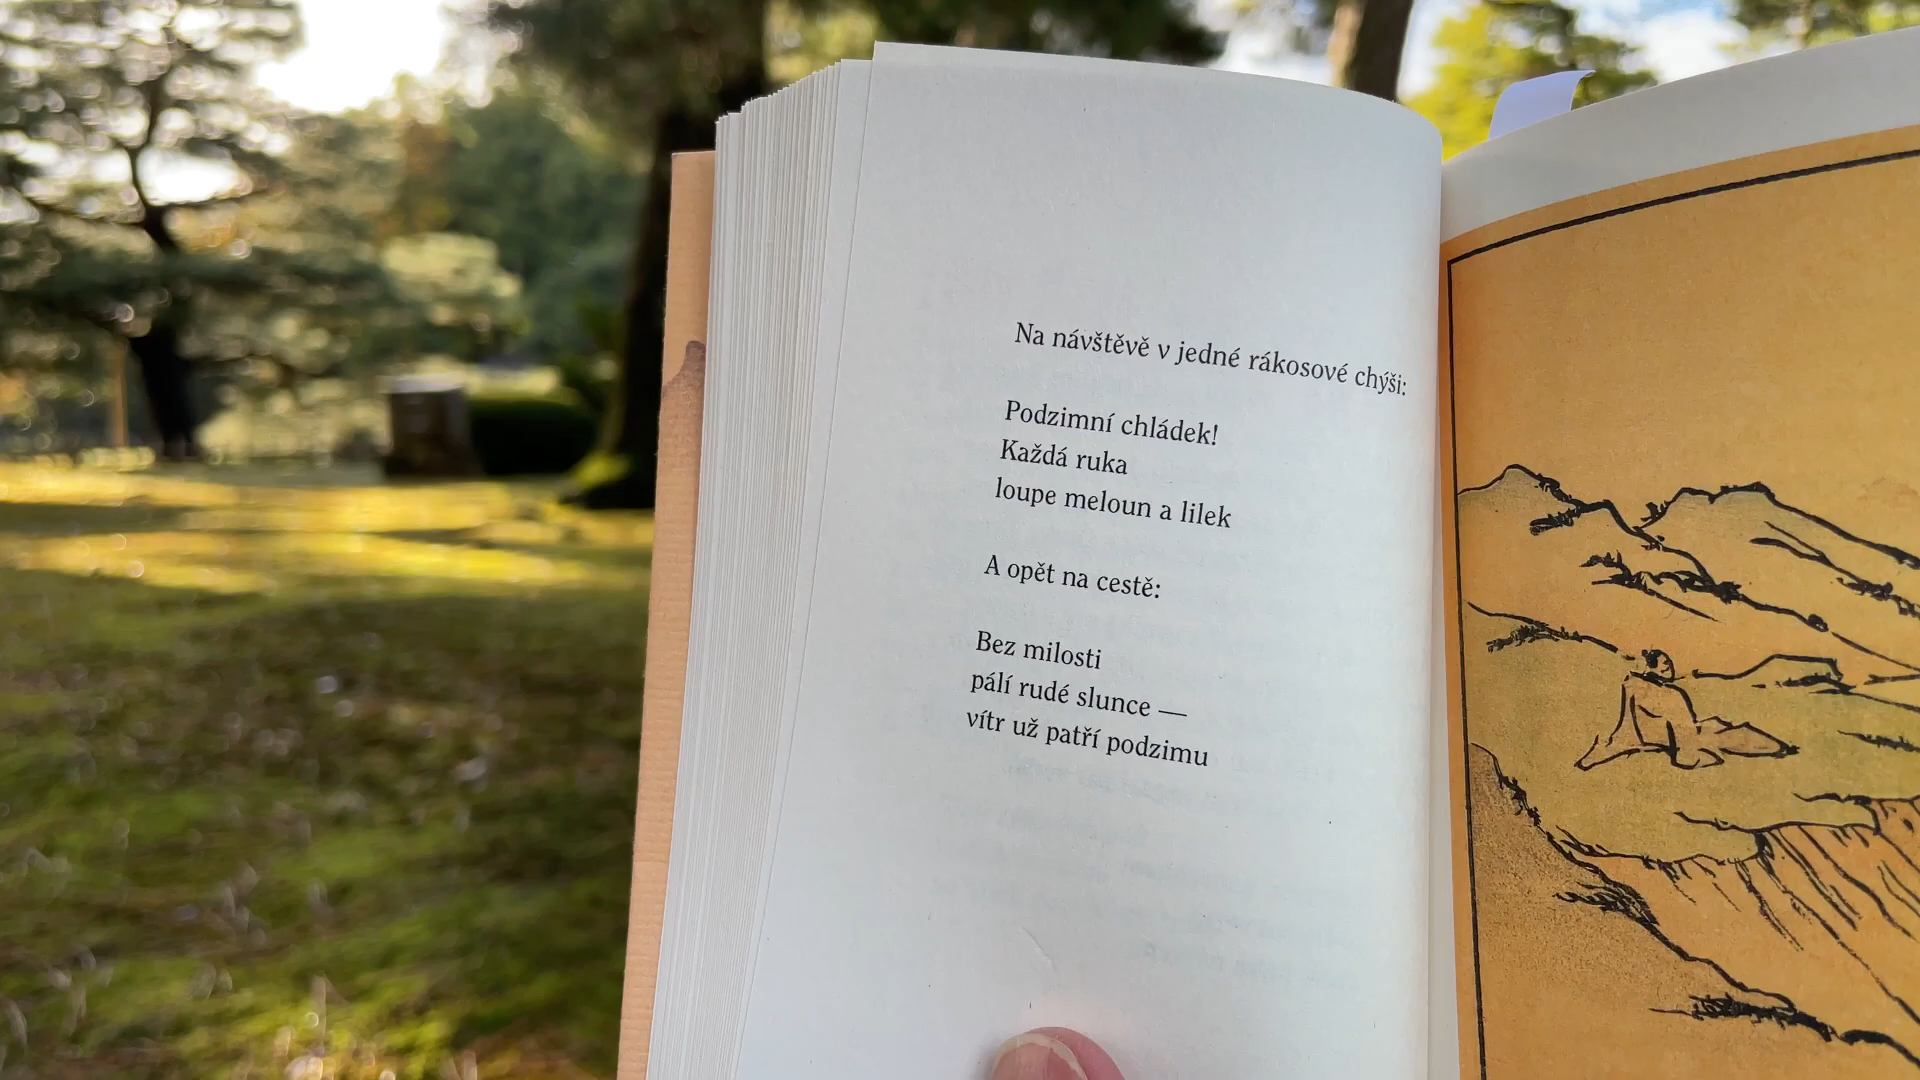 Na návštěvě v jedné rákosové chýši:
Podzimní chládek!
Každá ruka
loupe meloun a lilek
A opět na cestě:
Bez milosti
pálí rudé slunce —
vítr už patří podzimu